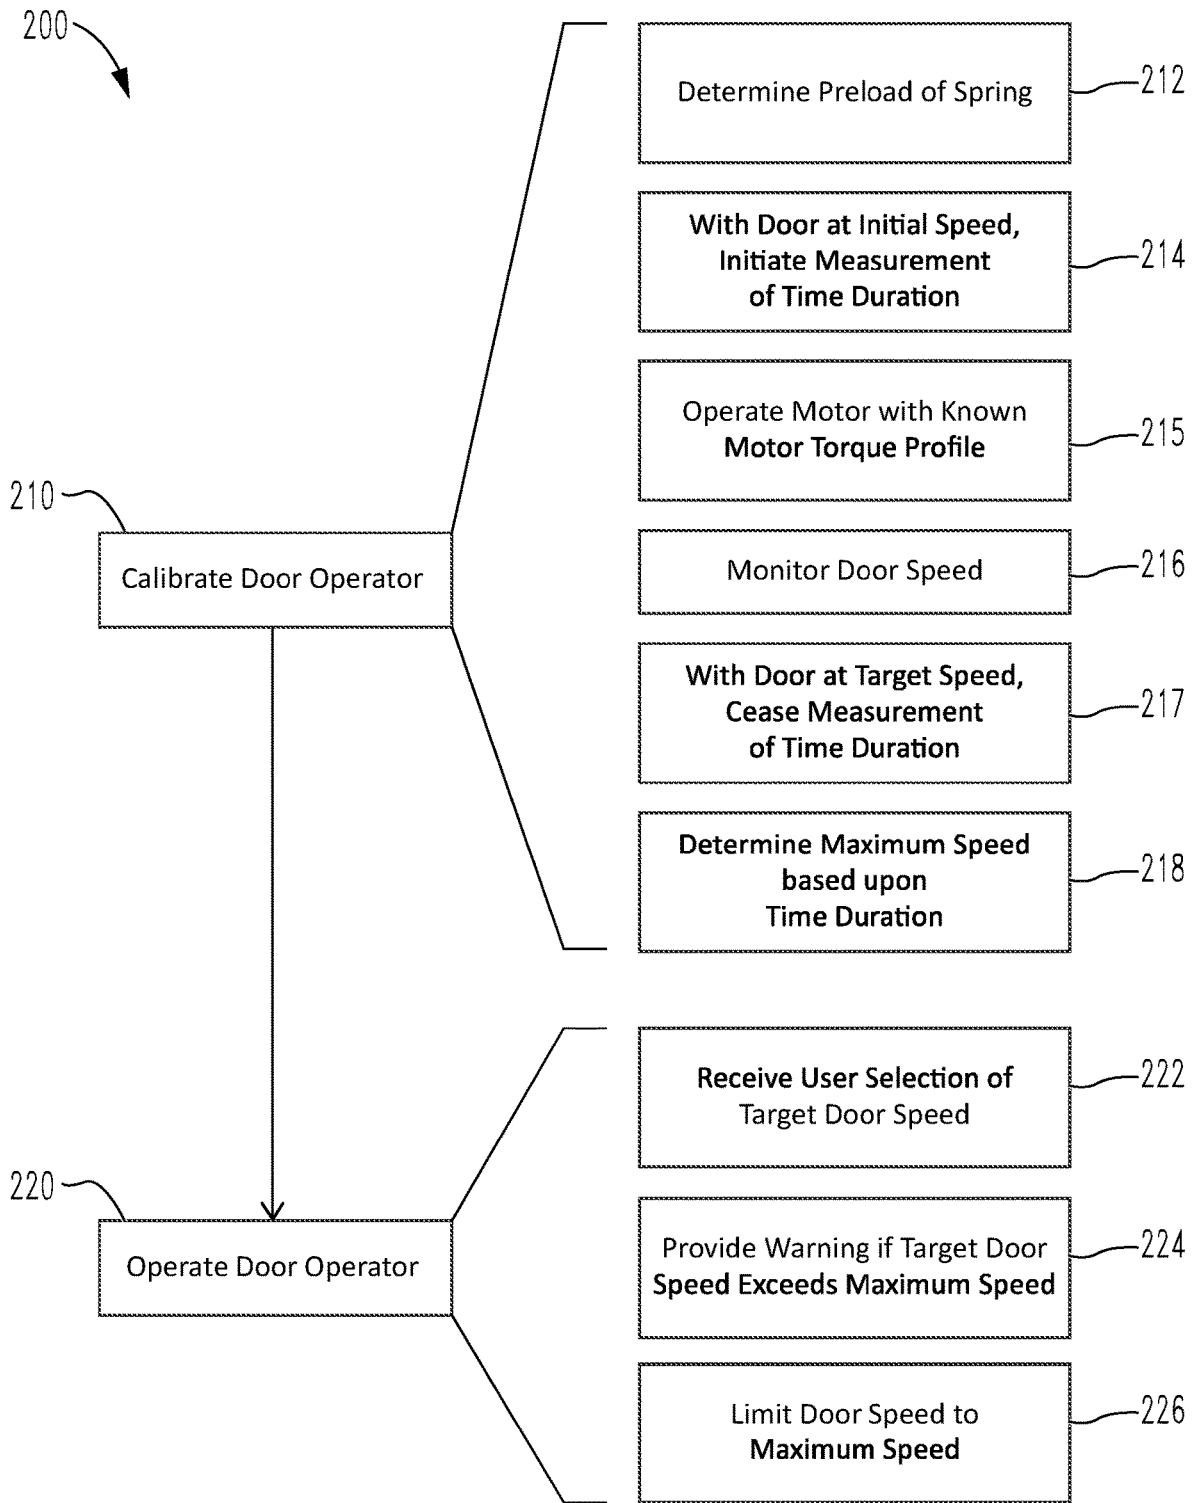 200
Determine Preload of Spring
212
With Door at Initial Speed,
Initiate Measurement
of Time Duration
214
Operate Motor with Known
Motor Torque Profile
215
210
Calibrate Door Operator
Monitor Door Speed
216
With Door at Target Speed,
Cease Measurement
of Time Duration
217
Determine Maximum Speed
based upon
Time Duration
218
Receive User Selection of
Target Door Speed
222
220
Operate Door Operator
Provide Warning if Target Door
Speed Exceeds Maximum Speed
224
Limit Door Speed to
Maximum Speed
226